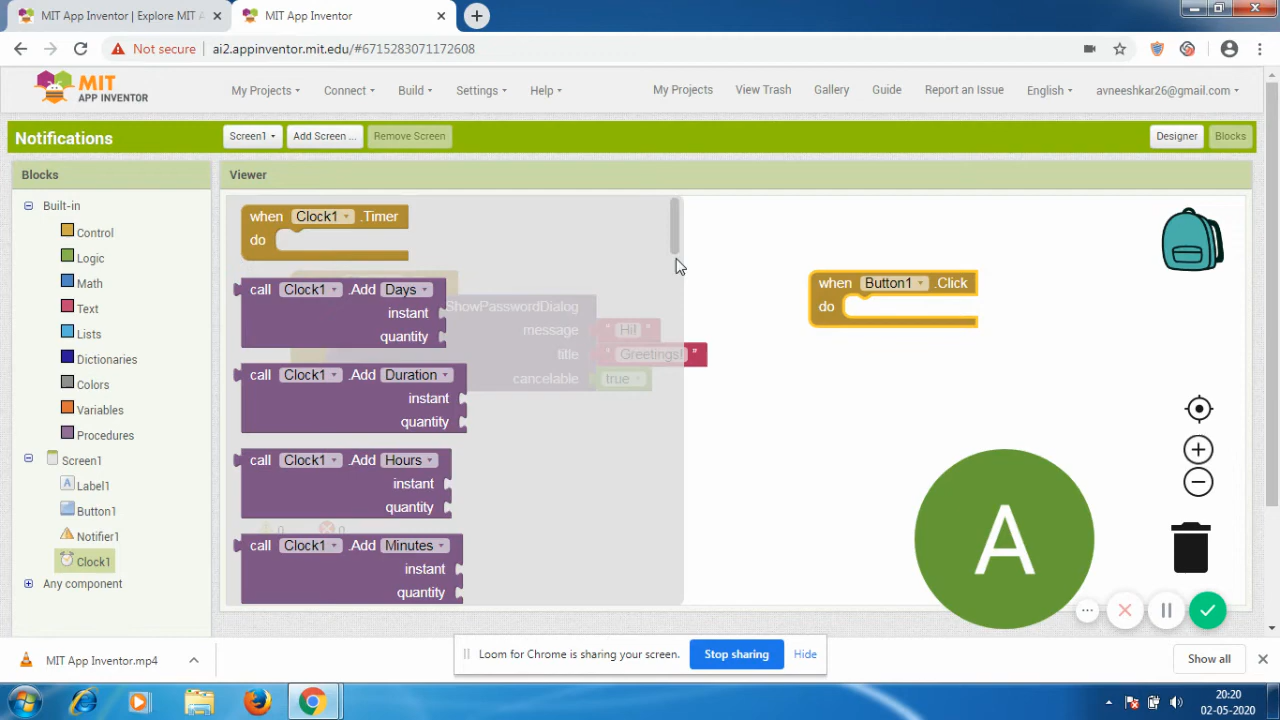 MIT App Inventor | Explore MIT A
MIT App Inventor
Not secure ai2.appinventor.mit.edu/#6715283071172608
MIT
APP INVENTOR
My Projects Connect Build Settings Help My Projects View Trash Gallery Guide Report an Issue English avneeshkar26@gmail.com
Notifications Screen1 Add Screen ... Remove Screen Designer Blocks
Blocks Viewer
Built-in
Control
Logic
Math
Text
Lists
Dictionaries
Colors
Variables
Procedures
Screen1
Label1
Button1
Notifier1
Clock1
Any component
when Clock1 .Timer
do
call Clock1 .Add Days
instant
quantity
call Clock1 .Add Duration
instant
quantity
call Clock1 .Add Hours
instant
quantity
call Clock1 .Add Minutes
instant
quantity
ShowPasswordDialog
message " Hi! "
title " Greetings! "
cancelable true
0 0
when Button1 .Click
do
A
MIT App Inventor.mp4
Loom for Chrome is sharing your screen. Stop sharing Hide
Show all
20:20
02-05-2020